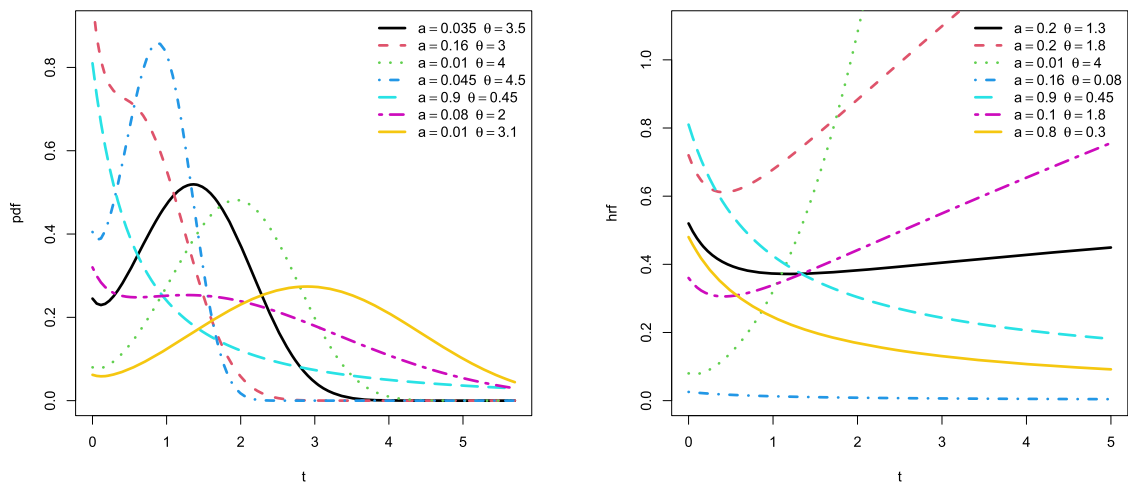 a = 0.035 θ = 3.5
a = 0.16 θ = 3
a = 0.01 θ = 4
a = 0.045 θ = 4.5
a = 0.9 θ = 0.45
a = 0.08 θ = 2
a = 0.01 θ = 3.1
0.8
0.6
0.4
0.2
0.0
pdf
0 1 2 3 4 5
t
a = 0.2 θ = 1.3
a = 0.2 θ = 1.8
a = 0.01 θ = 4
a = 0.16 θ = 0.08
a = 0.9 θ = 0.45
a = 0.1 θ = 1.8
a = 0.8 θ = 0.3
1.0
0.8
0.6
0.4
0.2
0.0
hrf
0 1 2 3 4 5
t